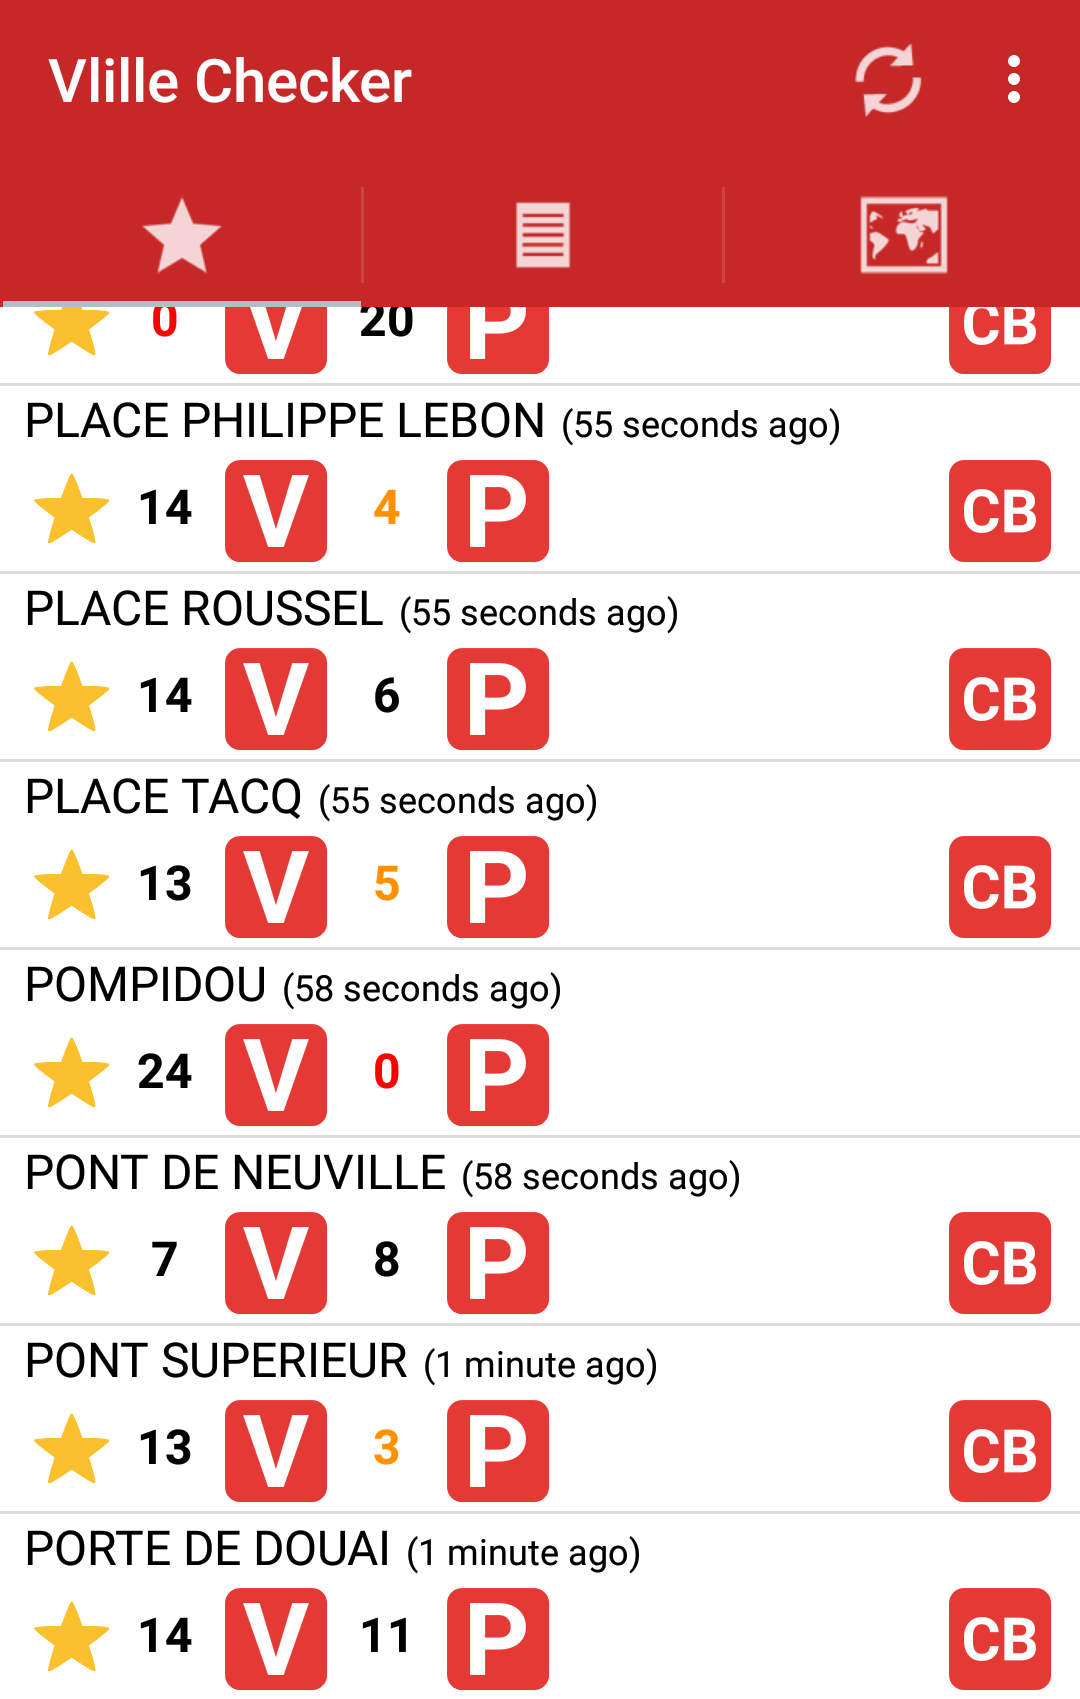 Vlille Checker
0 V 20 P CB
PLACE PHILIPPE LEBON (55 seconds ago)
14 V 4 P CB
PLACE ROUSSEL (55 seconds ago)
14 V 6 P CB
PLACE TACQ (55 seconds ago)
13 V 5 P CB
POMPIDOU (58 seconds ago)
24 V 0 P
PONT DE NEUVILLE (58 seconds ago)
7 V 8 P CB
PONT SUPERIEUR (1 minute ago)
13 V 3 P CB
PORTE DE DOUAI (1 minute ago)
14 V 11 P CB